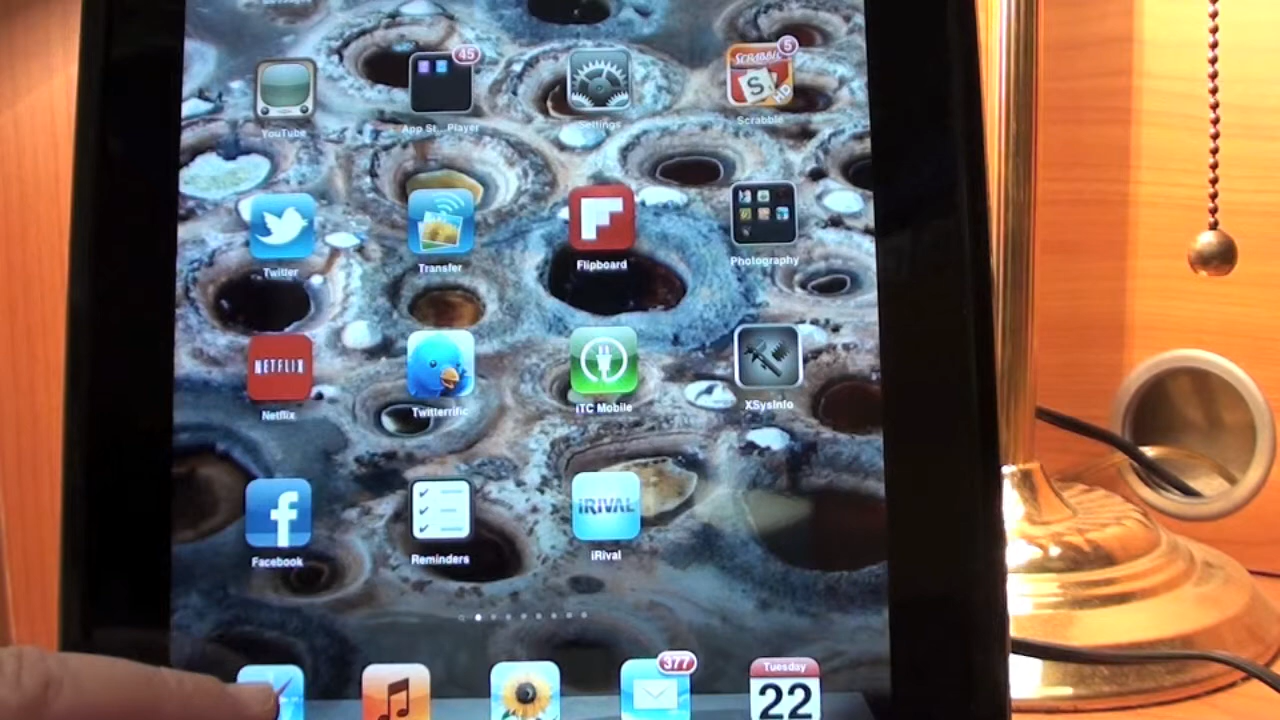 45
5
SCRABBLE
S
HD
YouTube
App St...Player
Settings
Scrabble
Twitter
Transfer
Flipboard
Photography
NETFLIX
Netflix
Twitterrific
iTC Mobile
XSysInfo
iRIVAL
Facebook
Reminders
iRival
377
Tuesday
22